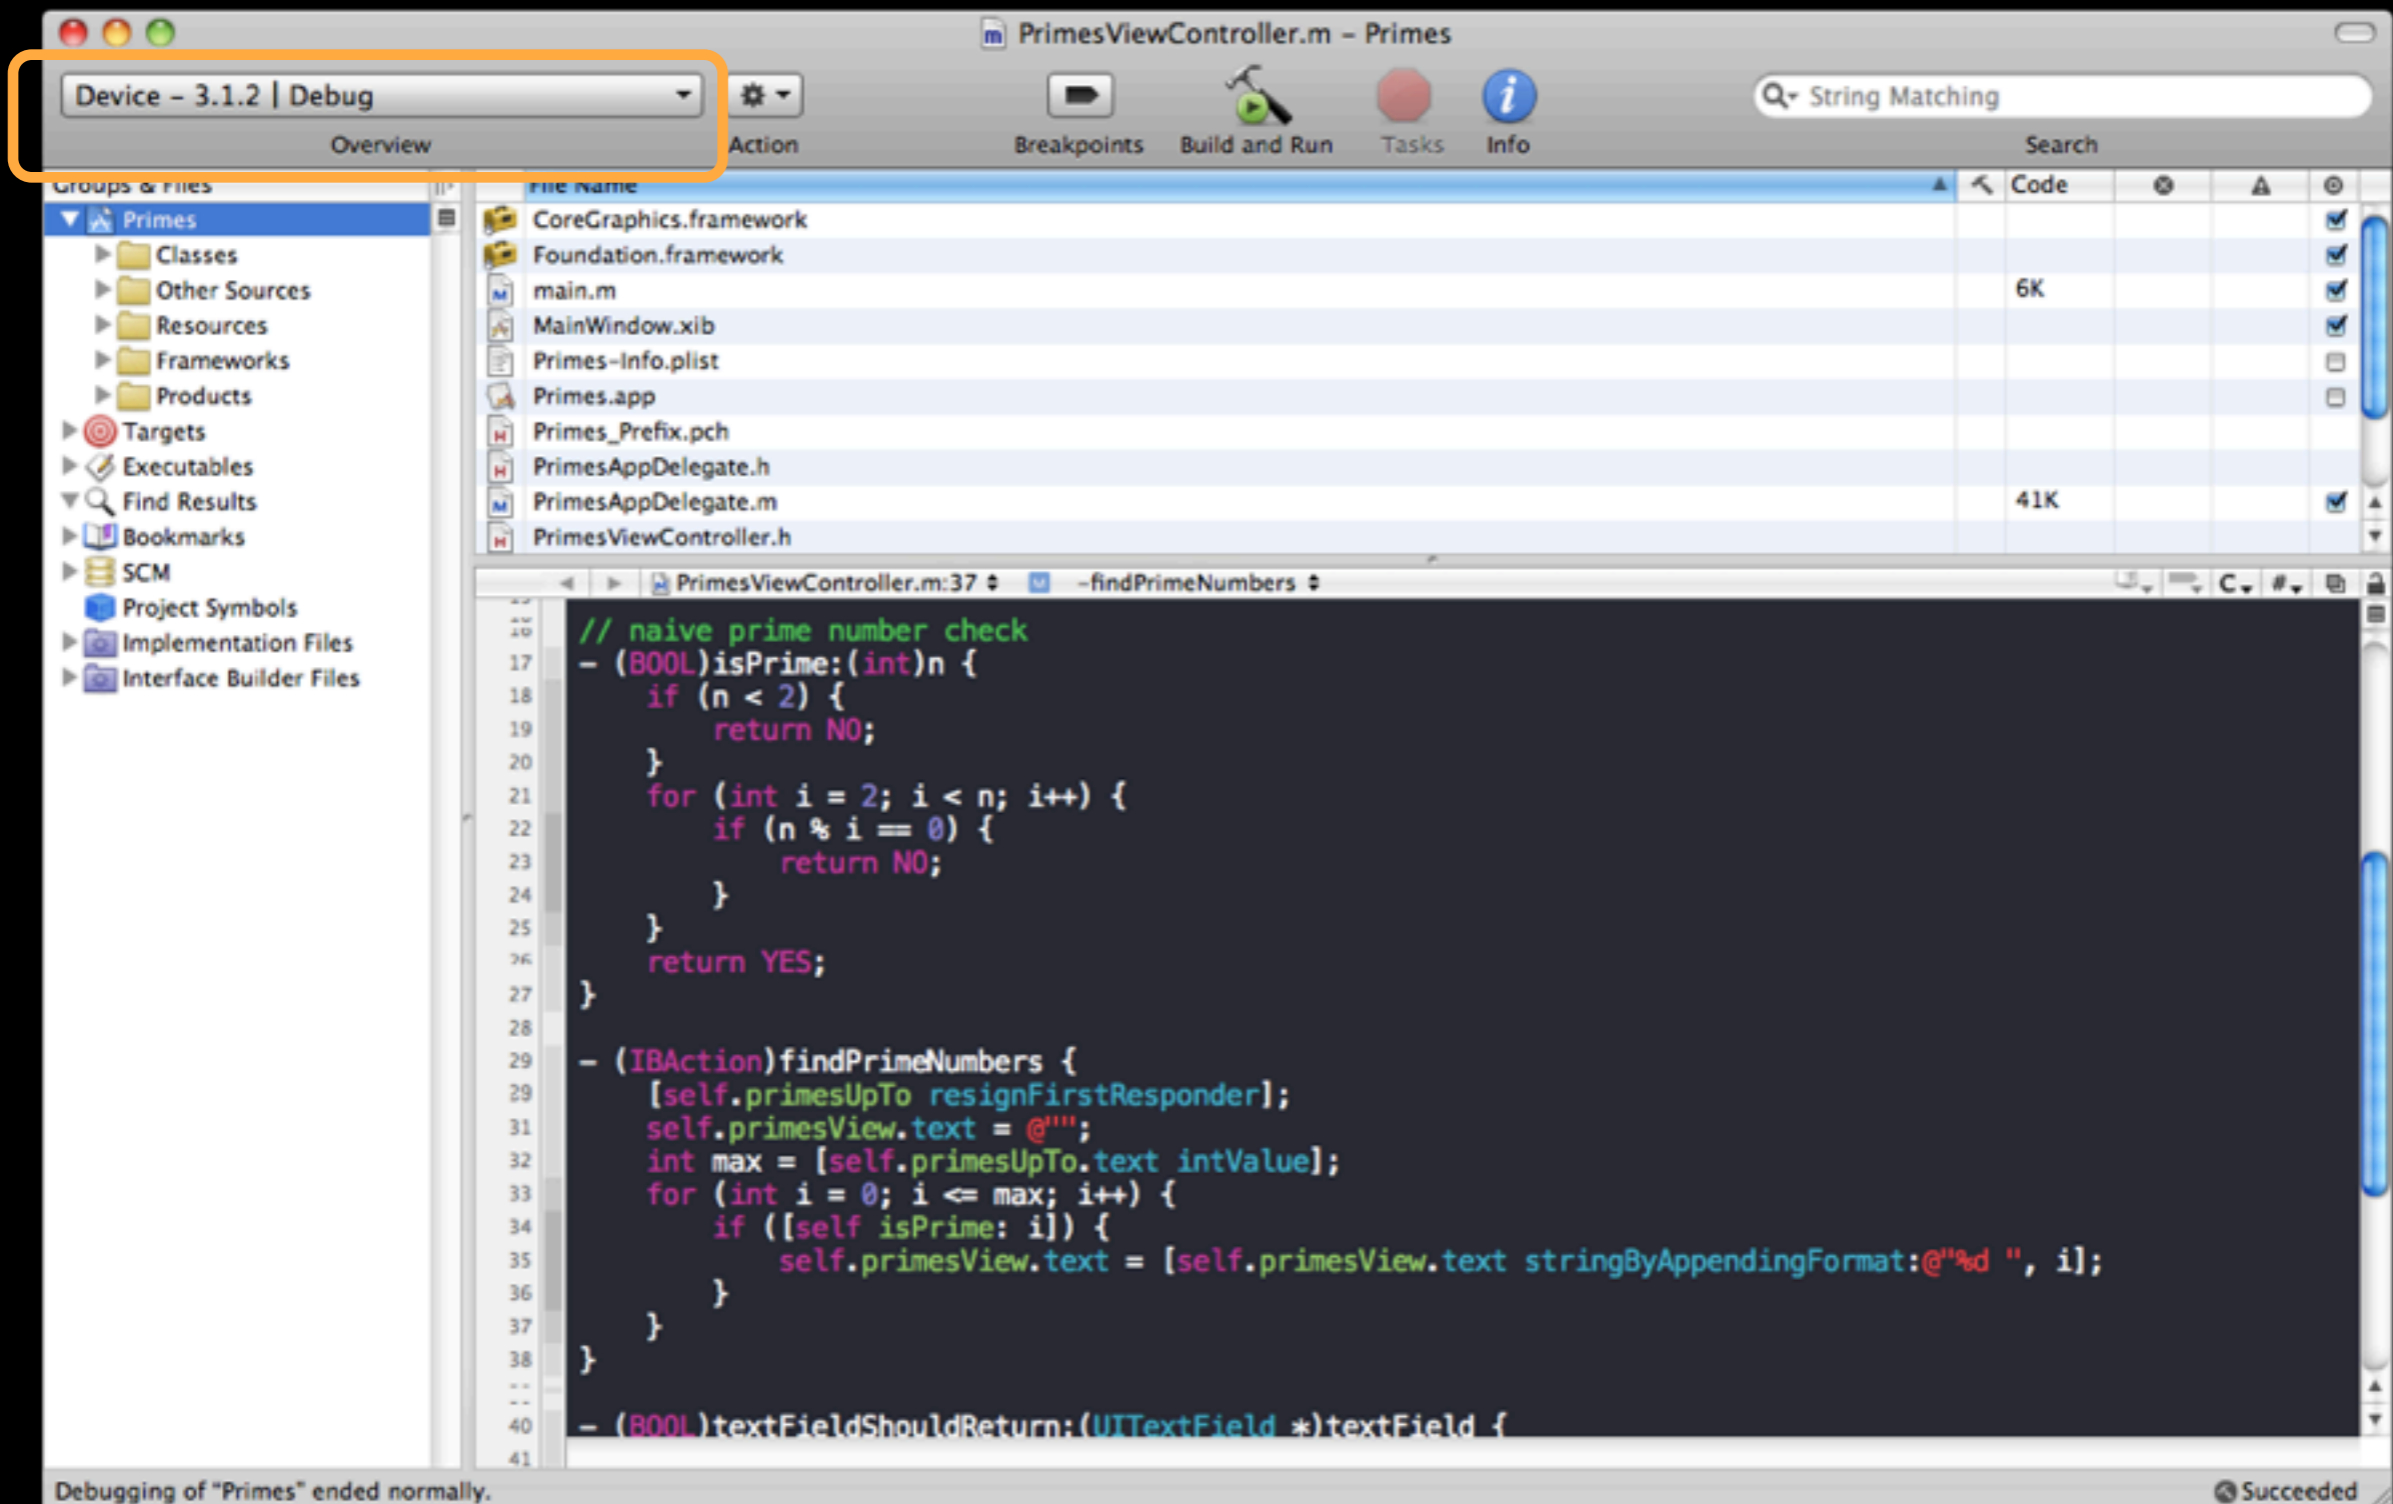 PrimesViewController.m – Primes
Device – 3.1.2 | Debug
String Matching
Overview
Action
Breakpoints
Build and Run
Tasks
Info
Search
Groups & Files
File Name
Code
Primes
CoreGraphics.framework
Classes
Foundation.framework
Other Sources
main.m
6K
Resources
MainWindow.xib
Frameworks
Primes-Info.plist
Products
Primes.app
Targets
Primes_Prefix.pch
Executables
PrimesAppDelegate.h
Find Results
PrimesAppDelegate.m
41K
Bookmarks
PrimesViewController.h
SCM
PrimesViewController.m:37
-findPrimeNumbers
C
#
Project Symbols
Implementation Files
Interface Builder Files
16 // naive prime number check
17 - (BOOL)isPrime:(int)n {
18 if (n < 2) {
19 return NO;
20 }
21 for (int i = 2; i < n; i++) {
22 if (n % i == 0) {
23 return NO;
24 }
25 }
26 return YES;
27 }
28
29 - (IBAction)findPrimeNumbers {
29 [self.primesUpTo resignFirstResponder];
31 self.primesView.text = @"";
32 int max = [self.primesUpTo.text intValue];
33 for (int i = 0; i <= max; i++) {
34 if ([self isPrime: i]) {
35 self.primesView.text = [self.primesView.text stringByAppendingFormat:@"%d ", i];
36 }
37 }
38 }
40 - (BOOL)textFieldShouldReturn:(UITextField *)textField {
41
Debugging of "Primes" ended normally.
Succeeded